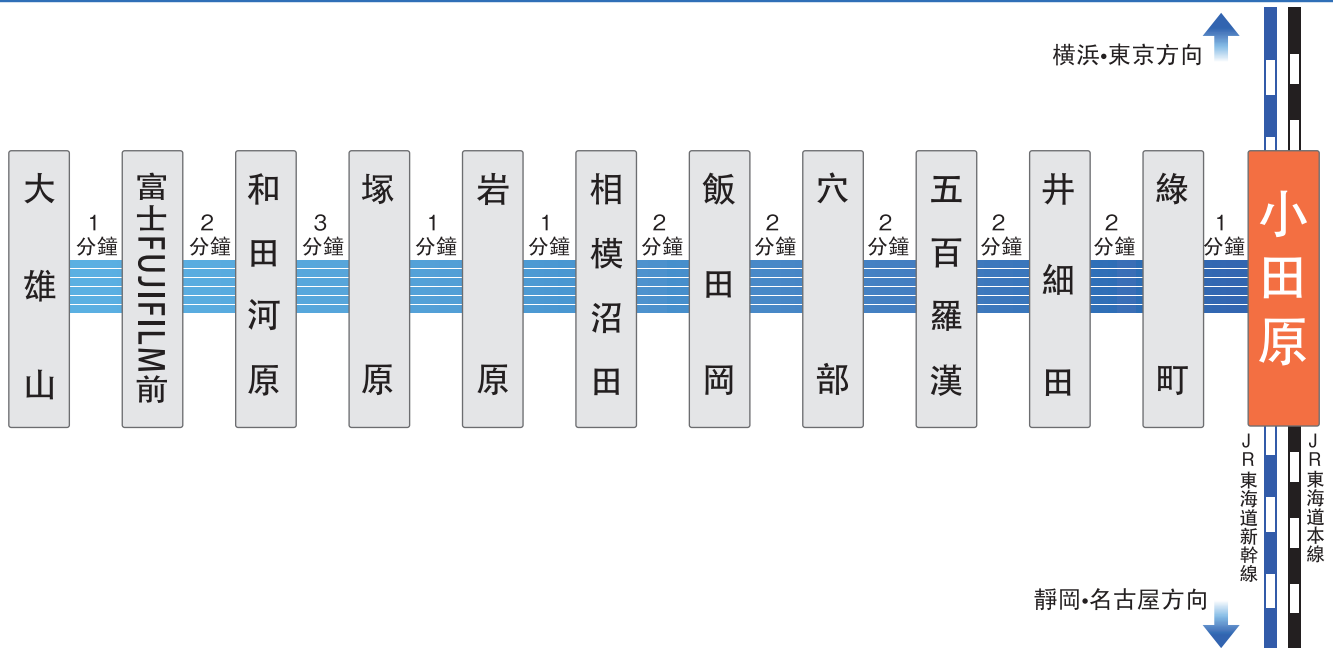 横浜•東京方向
大雄山
1
分鐘
富士FUJIFILM前
2
分鐘
和田河原
3
分鐘
塚原
1
分鐘
岩原
1
分鐘
相模沼田
2
分鐘
飯田岡
2
分鐘
穴部
2
分鐘
五百羅漢
2
分鐘
井細田
2
分鐘
綠町
1
分鐘
小田原
JR東海道新幹線
JR東海道本線
靜岡•名古屋方向